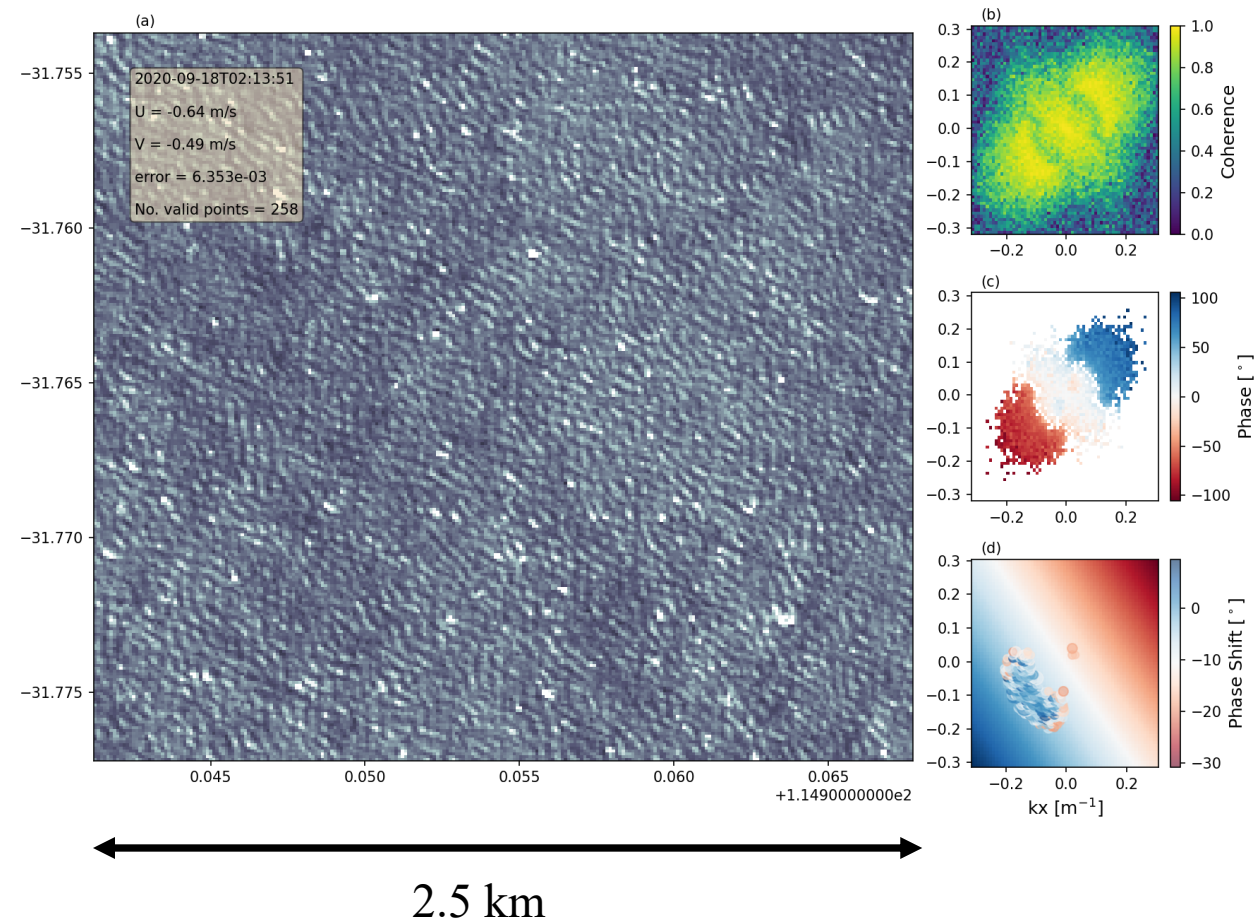 (a)
−31.755
−31.760
−31.765
−31.770
−31.775
2020-09-18T02:13:51
U = -0.64 m/s
V = -0.49 m/s
error = 6.353e-03
No. valid points = 258
0.045 0.050 0.055 0.060 0.065
+1.1490000000e2
2.5 km
(b)
0.3
0.2
0.1
0.0
−0.1
−0.2
−0.3
−0.2 0.0 0.2
1.0
0.8
0.6
0.4
0.2
0.0
Coherence
(c)
0.3
0.2
0.1
0.0
−0.1
−0.2
−0.3
−0.2 0.0 0.2
100
50
0
−50
−100
Phase [ ° ]
(d)
0.3
0.2
0.1
0.0
−0.1
−0.2
−0.3
−0.2 0.0 0.2
kx [m⁻¹]
0
−10
−20
−30
Phase Shift [ ° ]